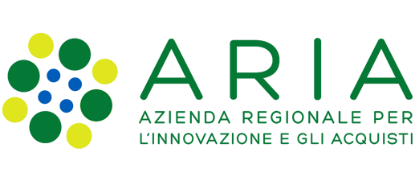 ARIA
AZIENDA REGIONALE PER
L'INNOVAZIONE E GLI ACQUISTI